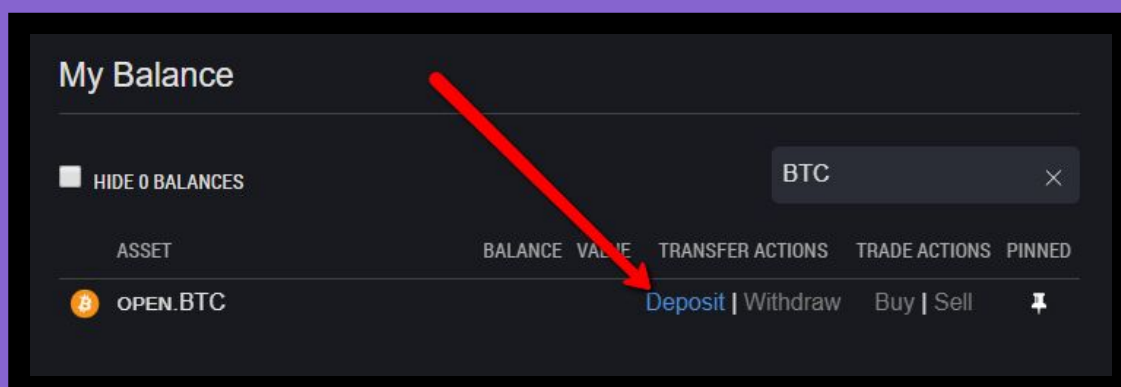 My Balance
HIDE 0 BALANCES
BTC
ASSET BALANCE VALUE TRANSFER ACTIONS TRADE ACTIONS PINNED
OPEN.BTC Deposit | Withdraw Buy | Sell